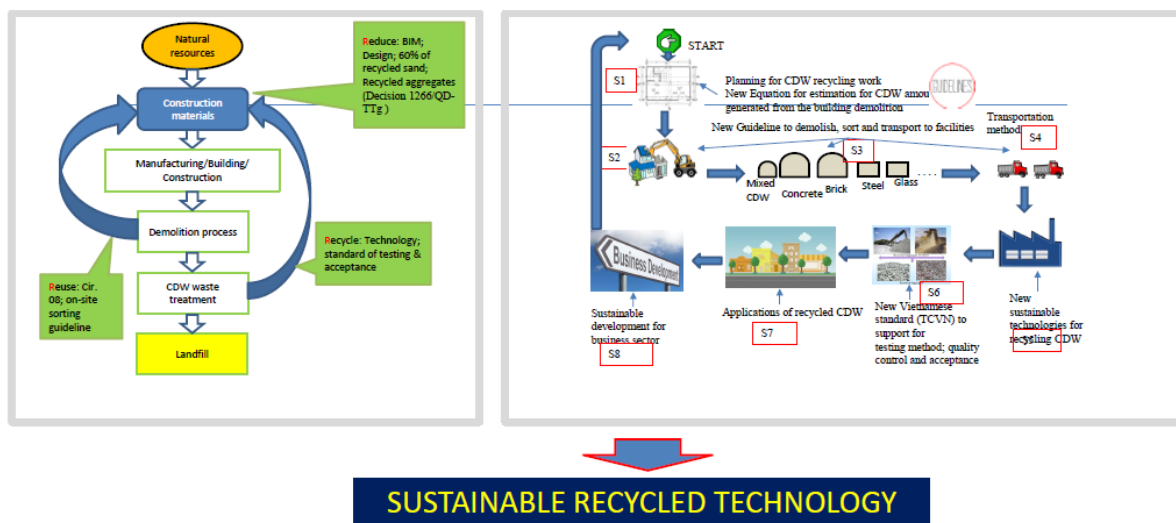 Natural
resources
Construction
materials
Manufacturing/Building/
Construction
Demolition process
CDW waste
treatment
Landfill
Reduce: BIM;
Design; 60% of
recycled sand;
Recycled aggregates
(Decision 1266/QD-
TTg )
Recycle: Technology;
standard of testing &
acceptance
Reuse: Cir.
08; on-site
sorting
guideline
START
S1
Planning for CDW recycling work
New Equation for estimation for CDW amou
generated from the building demolition
GUIDELINES
New Guideline to demolish, sort and transport to facilities
Transportation
method
S4
S2
S3
Mixed
CDW
Concrete
Brick
Steel
Glass
.....
Business Development
Sustainable
development for
business sector
S8
Applications of recycled CDW
S7
S6
New Vietnamese
standard (TCVN) to
support for
testing method; quality
control and acceptance
New
sustainable
technologies for
recycling CDW
S5
SUSTAINABLE RECYCLED TECHNOLOGY